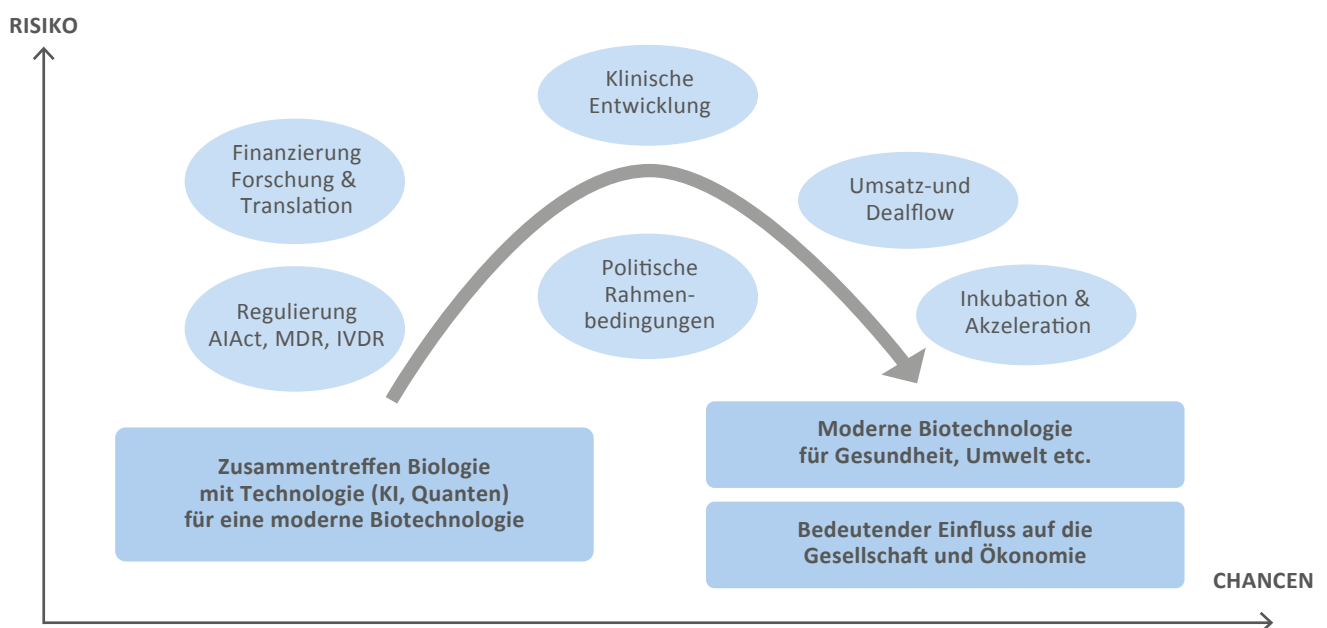 RISIKO
Klinische
Entwicklung
Finanzierung
Forschung &
Translation
Umsatz-und
Dealflow
Regulierung
AIAct, MDR, IVDR
Politische
Rahmen-
bedingungen
Inkubation &
Akzeleration
Zusammentreffen Biologie
mit Technologie (KI, Quanten)
für eine moderne Biotechnologie
Moderne Biotechnologie
für Gesundheit, Umwelt etc.
Bedeutender Einfluss auf die
Gesellschaft und Ökonomie
CHANCEN